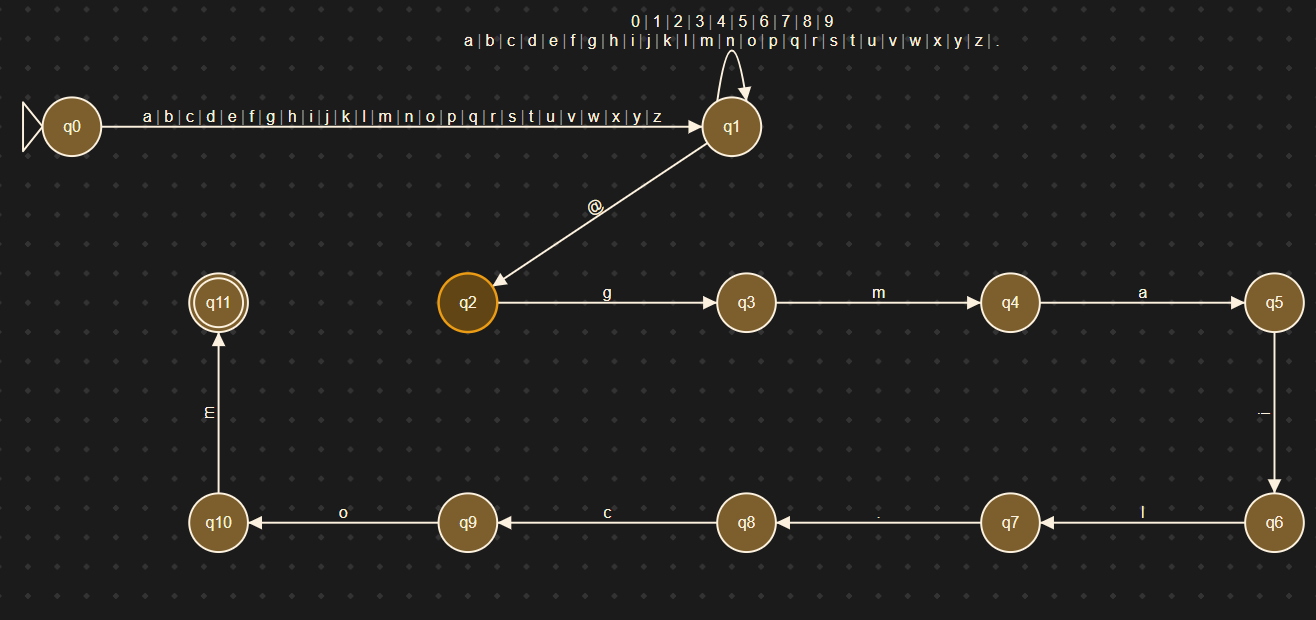 0|1|2|3|4|5|6|7|8|9
a|b|c|d|e|f|g|h|i|j|k|l|m|n|o|p|q|r|s|t|u|v|w|x|y|z|.
q0
a|b|c|d|e|f|g|h|i|j|k|l|m|n|o|p|q|r|s|t|u|v|w|x|y|z
q1
@
q11
q2
g
q3
m
q4
a
q5
m
i
q10
o
q9
c
q8
.
q7
l
q6